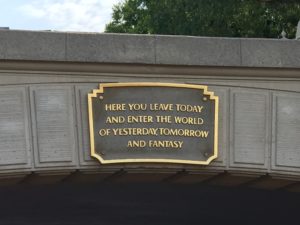 HERE YOU LEAVE TODAY
AND ENTER THE WORLD
OF YESTERDAY, TOMORROW
AND FANTASY